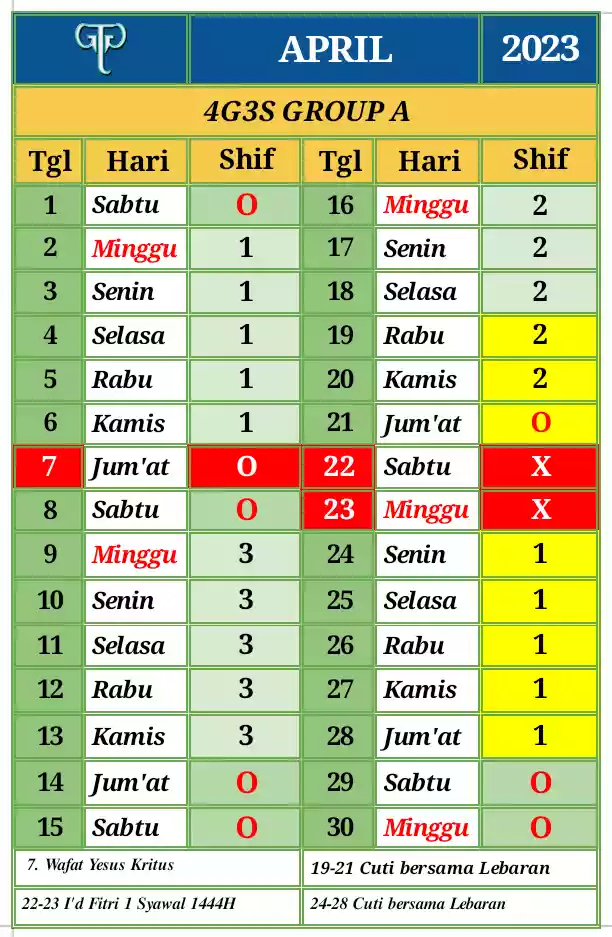 APRIL 2023
4G3S GROUP A
Tgl Hari Shif Tgl Hari Shif
1 Sabtu O 16 Minggu 2
2 Minggu 1 17 Senin 2
3 Senin 1 18 Selasa 2
4 Selasa 1 19 Rabu 2
5 Rabu 1 20 Kamis 2
6 Kamis 1 21 Jum'at O
7 Jum'at O 22 Sabtu X
8 Sabtu O 23 Minggu X
9 Minggu 3 24 Senin 1
10 Senin 3 25 Selasa 1
11 Selasa 3 26 Rabu 1
12 Rabu 3 27 Kamis 1
13 Kamis 3 28 Jum'at 1
14 Jum'at O 29 Sabtu O
15 Sabtu O 30 Minggu O
7. Wafat Yesus Kritus 19-21 Cuti bersama Lebaran
22-23 I'd Fitri 1 Syawal 1444H 24-28 Cuti bersama Lebaran